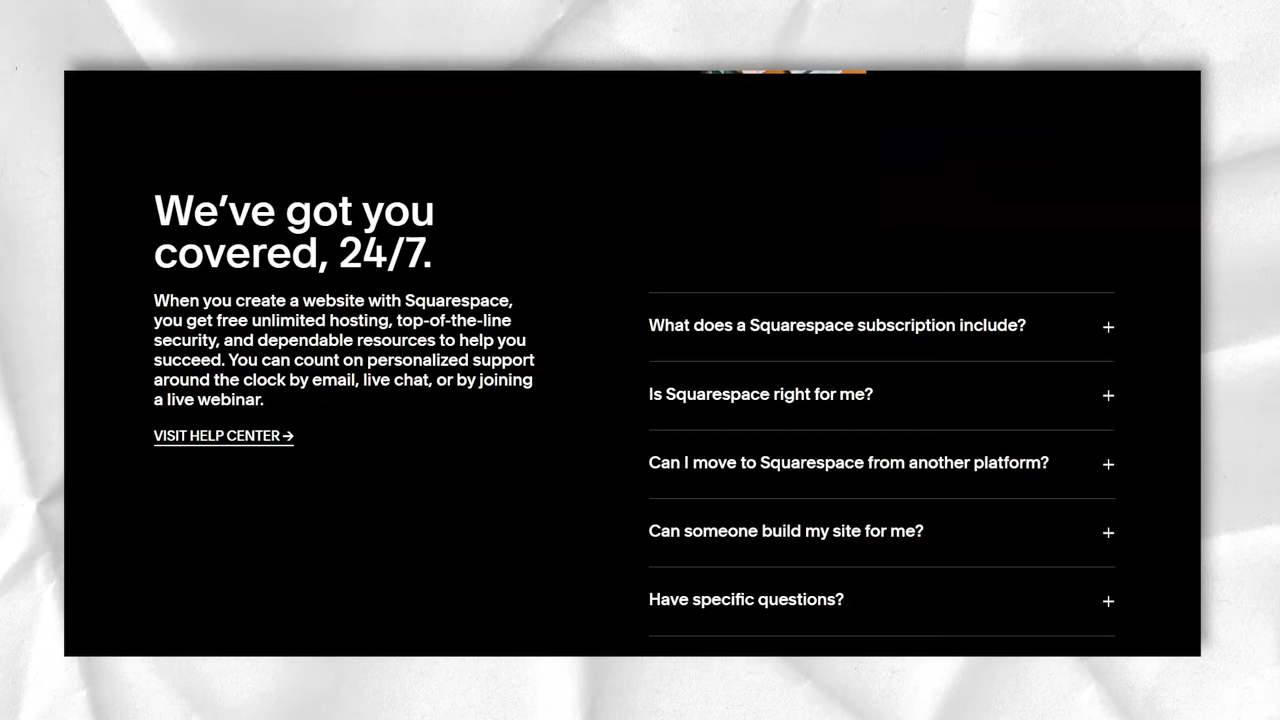 We’ve got you
covered, 24/7.
When you create a website with Squarespace,
you get free unlimited hosting, top-of-the-line
security, and dependable resources to help you
succeed. You can count on personalized support
around the clock by email, live chat, or by joining
a live webinar.
VISIT HELP CENTER →
What does a Squarespace subscription include? +
Is Squarespace right for me? +
Can I move to Squarespace from another platform? +
Can someone build my site for me? +
Have specific questions? +